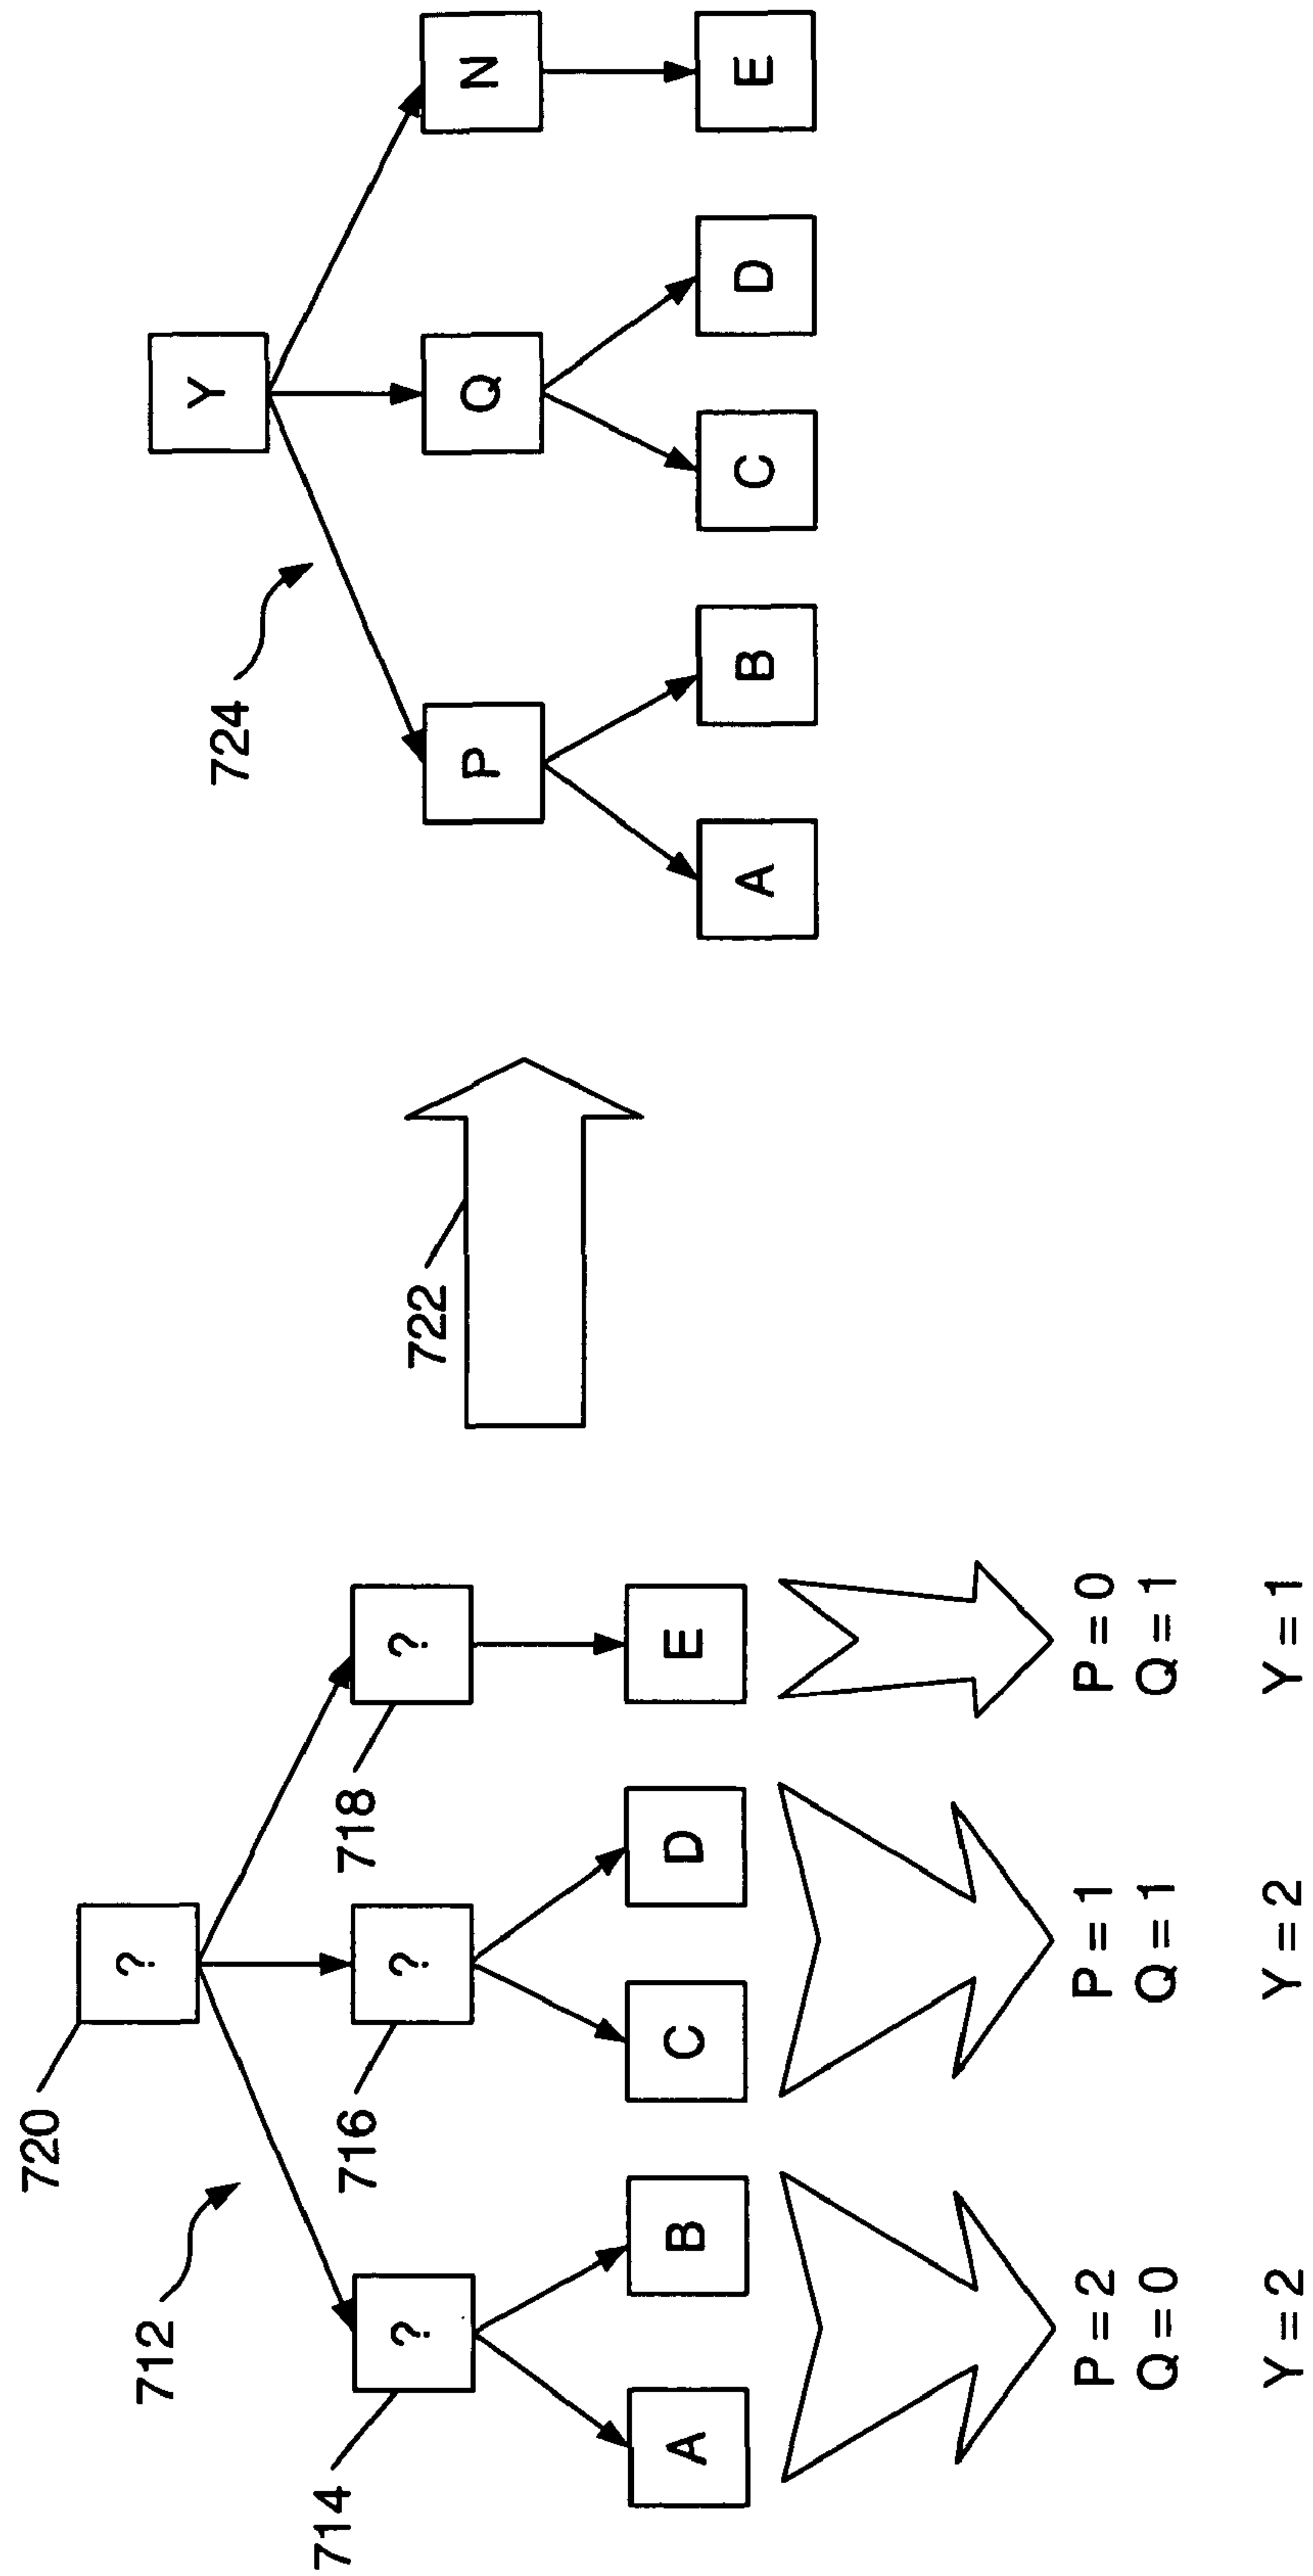 720
?
712
714
?
716
?
718
?
A
B
C
D
E
P = 2
Q = 0
Y = 2
P = 1
Q = 1
Y = 2
P = 0
Q = 1
Y = 1
722
724
Y
P
Q
N
A
B
C
D
E